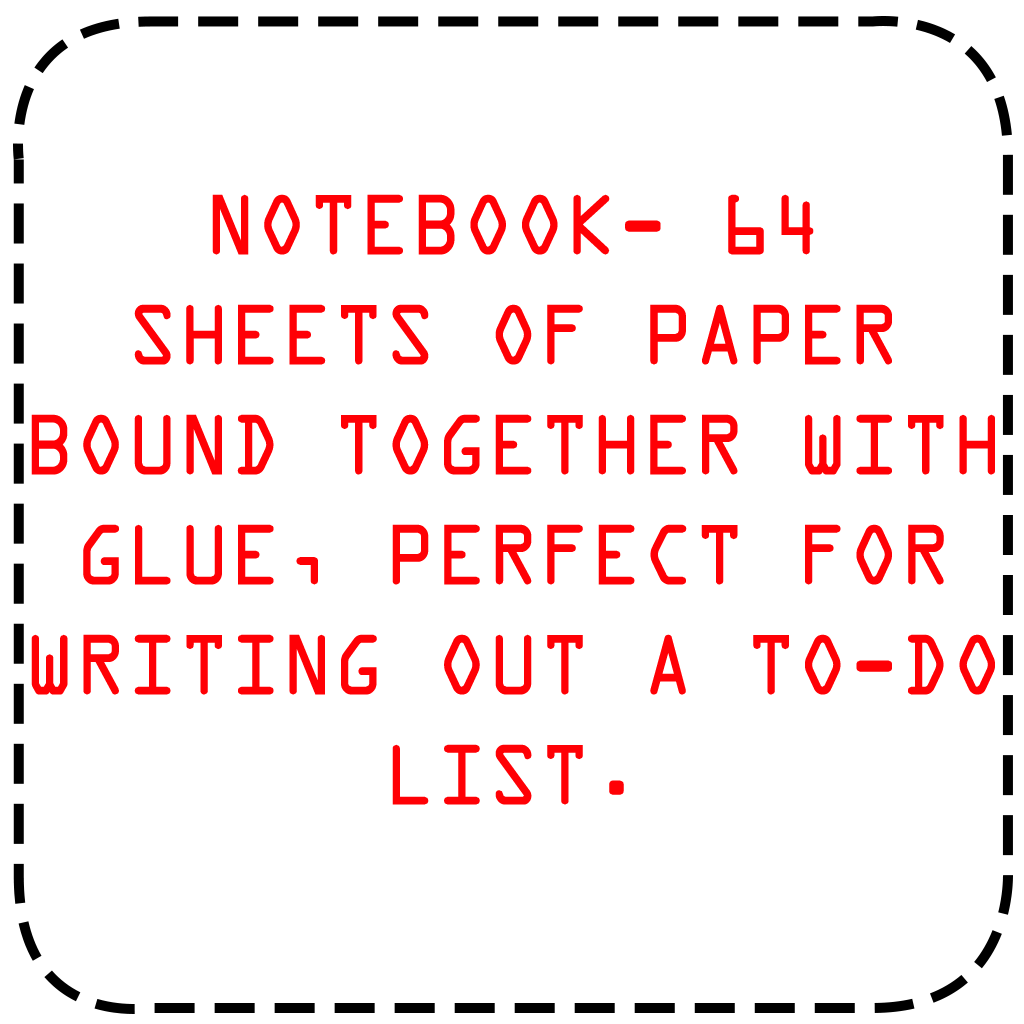 NOTEBOOK- 64
SHEETS OF PAPER
BOUND TOGETHER WITH
GLUE, PERFECT FOR
WRITING OUT A TO-DO
LIST.